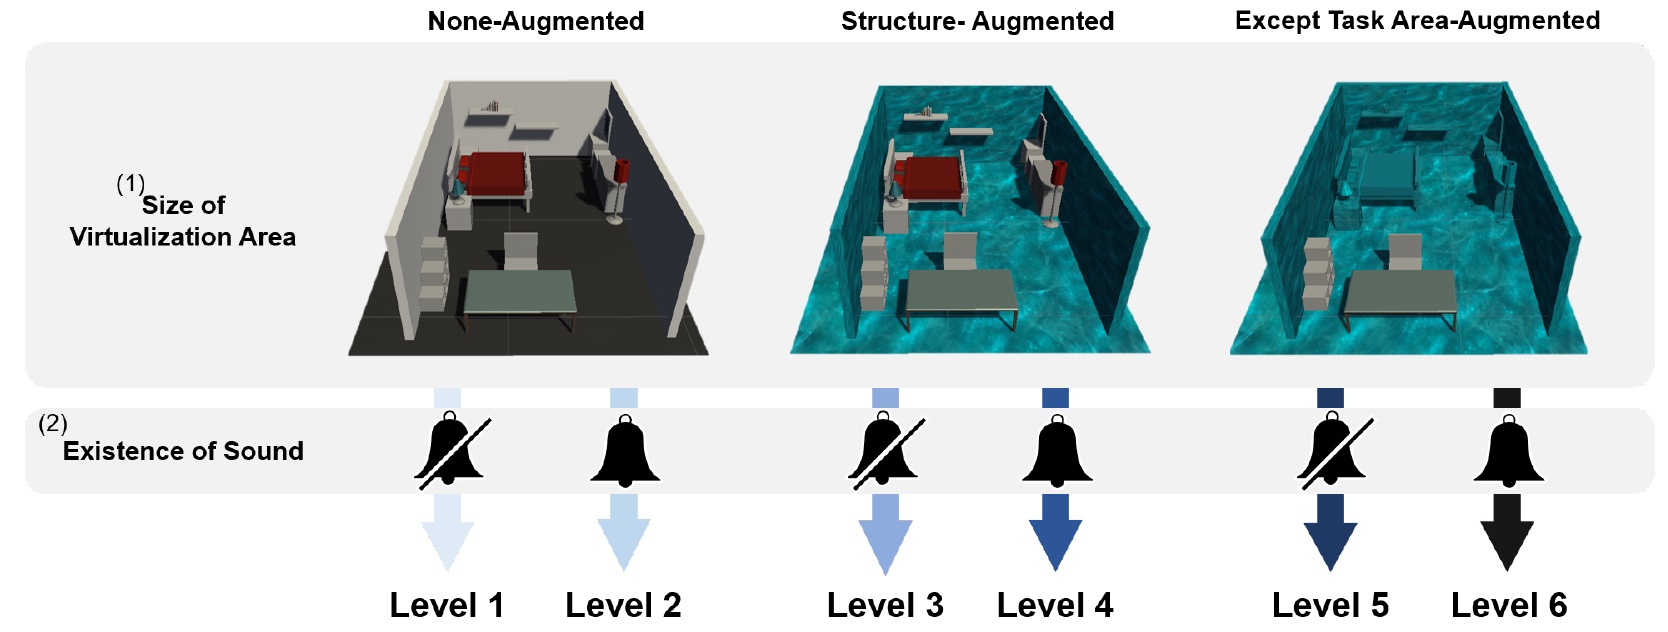 None-Augmented
Structure- Augmented
Except Task Area-Augmented
(1)
Size of
Virtualization Area
(2)
Existence of Sound
Level 1
Level 2
Level 3
Level 4
Level 5
Level 6